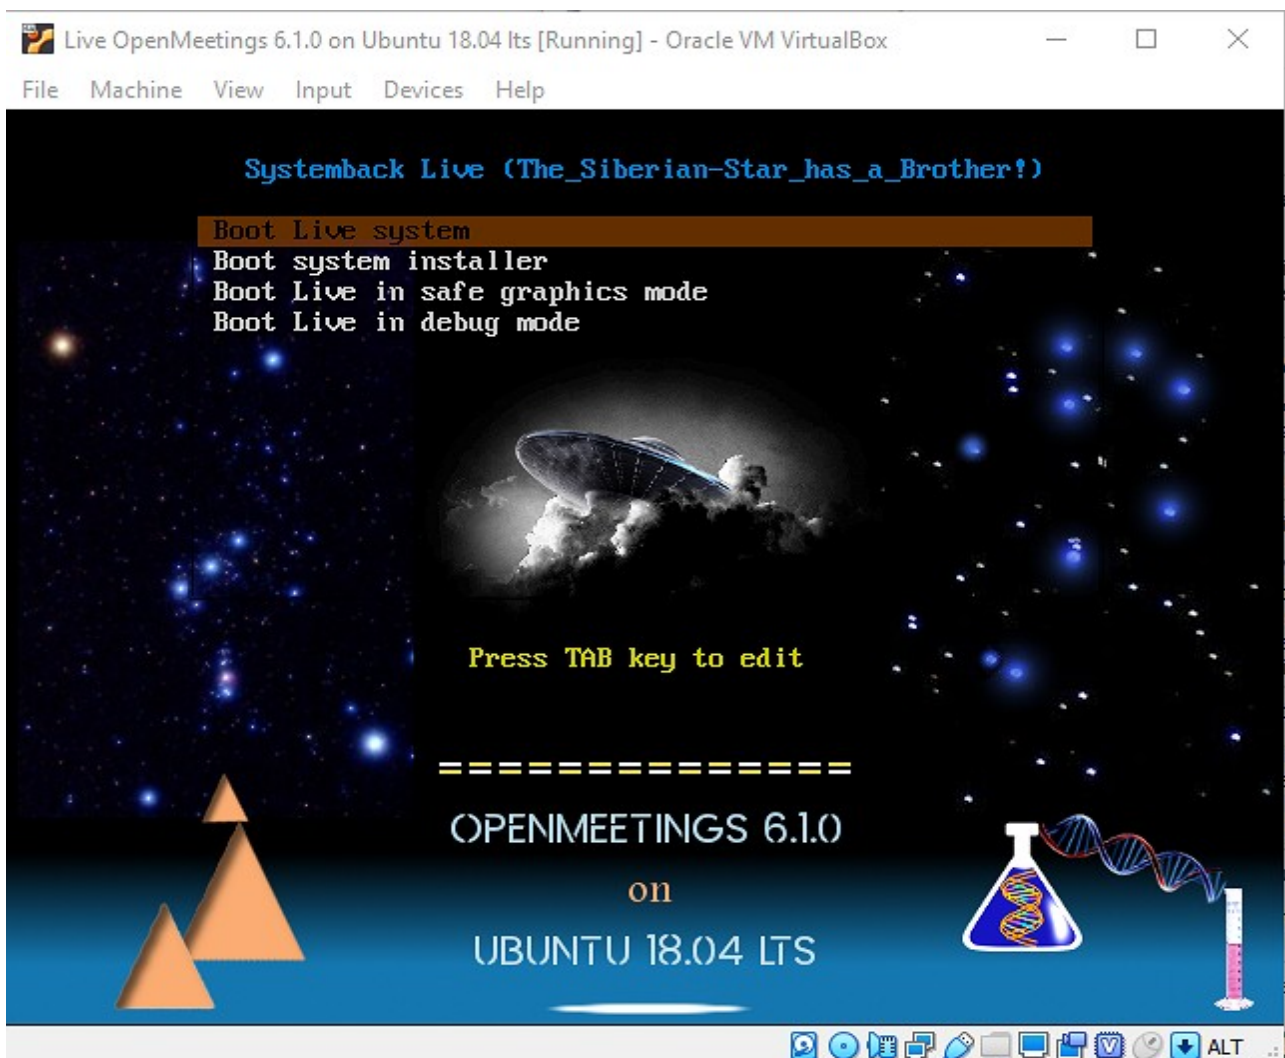 Live OpenMeetings 6.1.0 on Ubuntu 18.04 lts [Running] - Oracle VM VirtualBox
File Machine View Input Devices Help
Systemback Live (The_Siberian-Star_has_a_Brother!)
Boot Live system
Boot system installer
Boot Live in safe graphics mode
Boot Live in debug mode
Press TAB key to edit
==============
OPENMEETINGS 6.1.0
on
UBUNTU 18.04 LTS
ALT